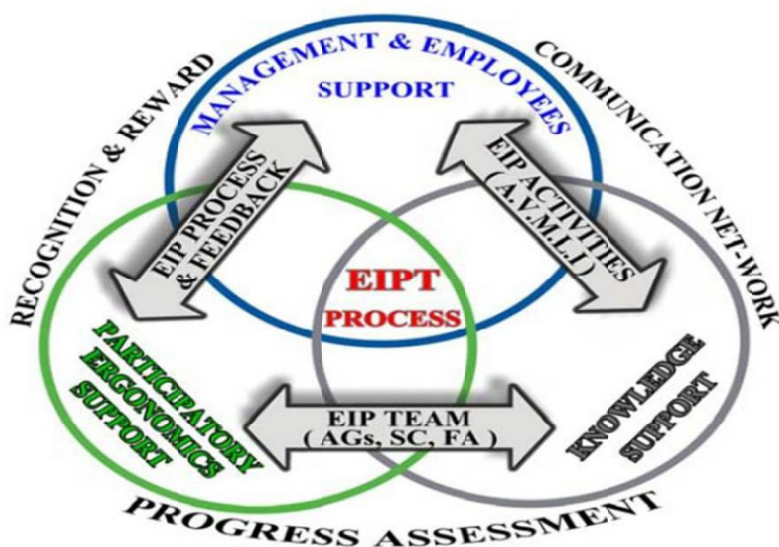 MANAGEMENT & EMPLOYEES
SUPPORT
RECOGNITION & REWARD
COMMUNICATION NET-WORK
EIP PROCESS
& FEEDBACK
EIP ACTIVITIES
( A.V.M.L.I )
EIPT
PROCESS
PARTICIPATORY
ERGONOMICS
SUPPORT
EIP TEAM
( AGs, SC, FA )
KNOWLEDGE
SUPPORT
PROGRESS ASSESSMENT